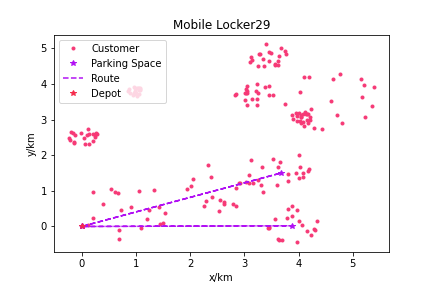 Mobile Locker29
Customer
Parking Space
Route
Depot
y/km
5
4
3
2
1
0
0 1 2 3 4 5
x/km